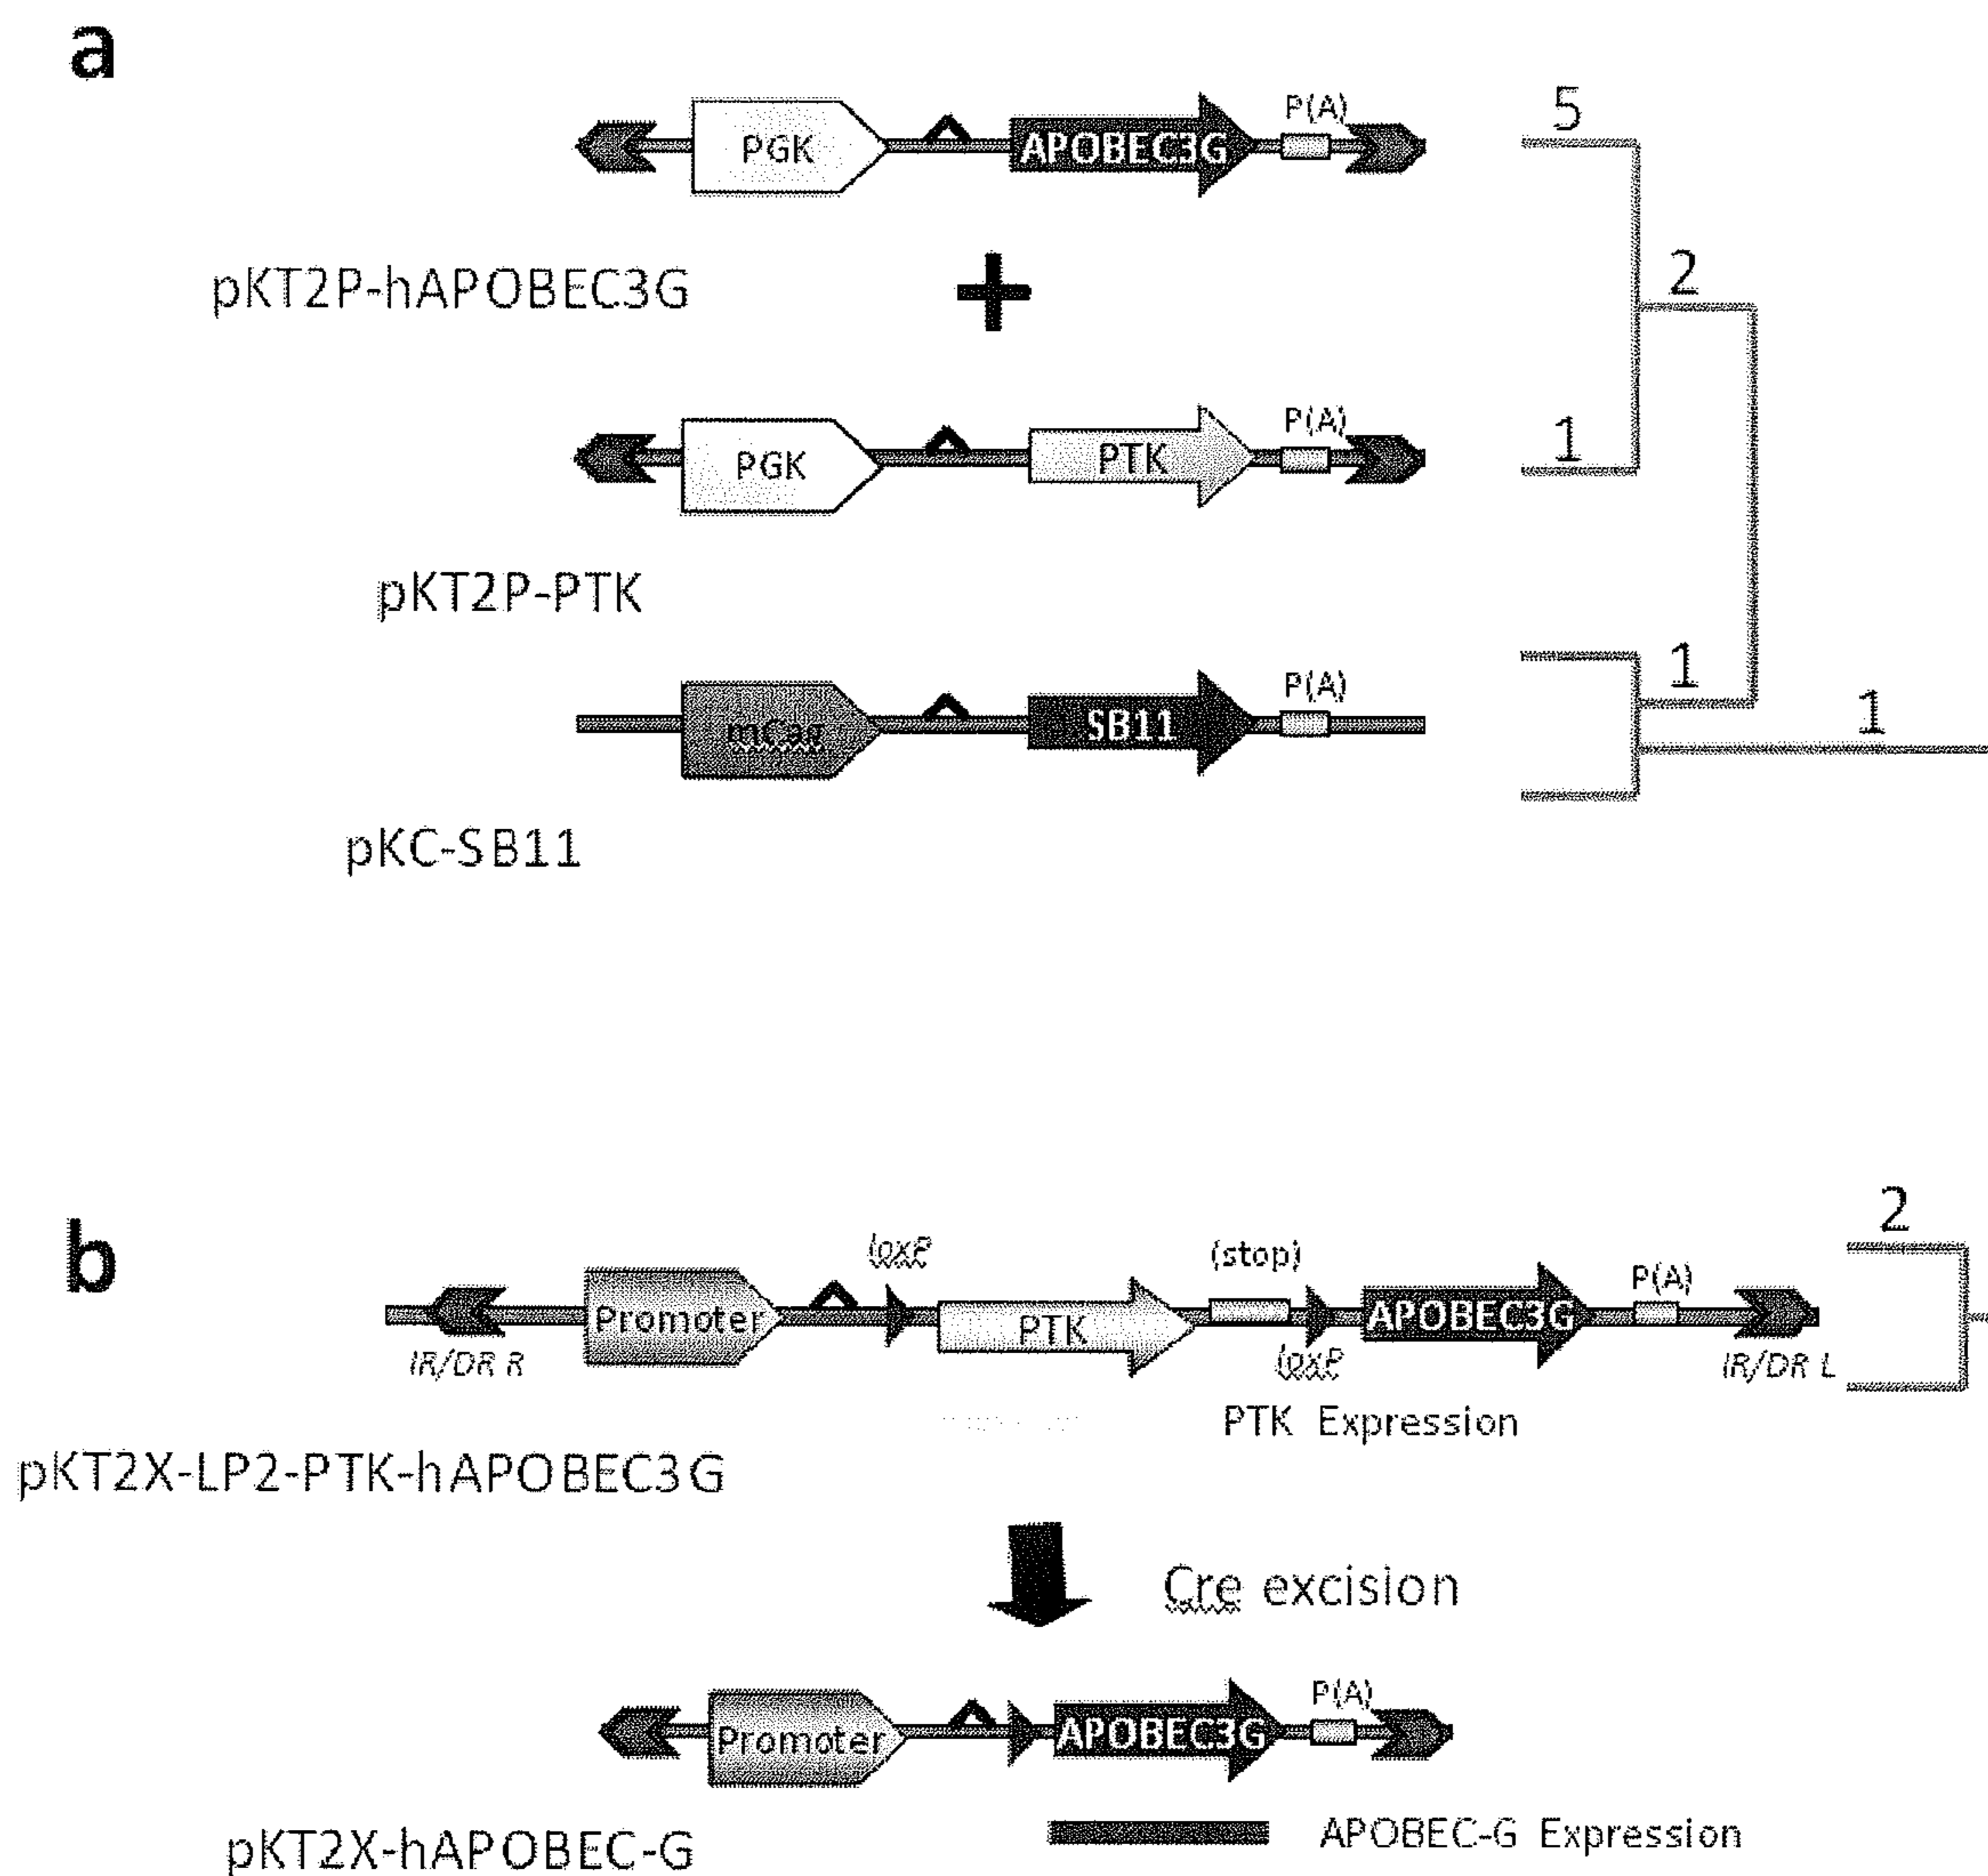 a
5
PGK
APOBEC3G
P(A)
pKT2P-hAPOBEC3G
+
2
1
PGK
PTK
P(A)
pKT2P-PTK
1
1
mCag
SB11
P(A)
pKC-SB11
b
2
loxP
(stop)
P(A)
Promoter
PTK
APOBEC3G
IR/DR R
loxP
IR/DR L
PTK Expression
pKT2X-LP2-PTK-hAPOBEC3G
Cre excision
P(A)
Promoter
APOBEC3G
pKT2X-hAPOBEC-G
APOBEC-G Expression